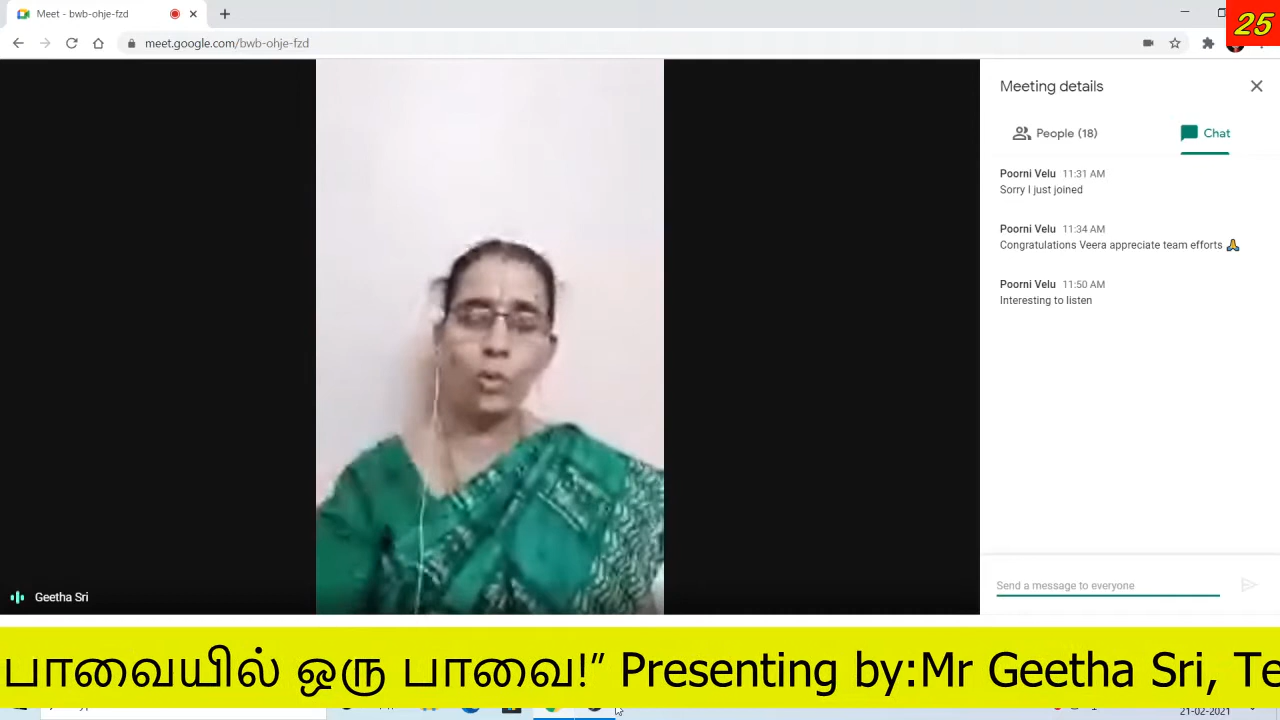 Meet - bwb-ohje-fzd
25
meet.google.com/bwb-ohje-fzd
Meeting details
People (18)
Chat
Poorni Velu 11:31 AM
Sorry I just joined
Poorni Velu 11:34 AM
Congratulations Veera appreciate team efforts 🙏
Poorni Velu 11:50 AM
Interesting to listen
Send a message to everyone
Geetha Sri
பாவையில் ஒரு பாவை!” Presenting by:Mr Geetha Sri, Te
21-02-2021